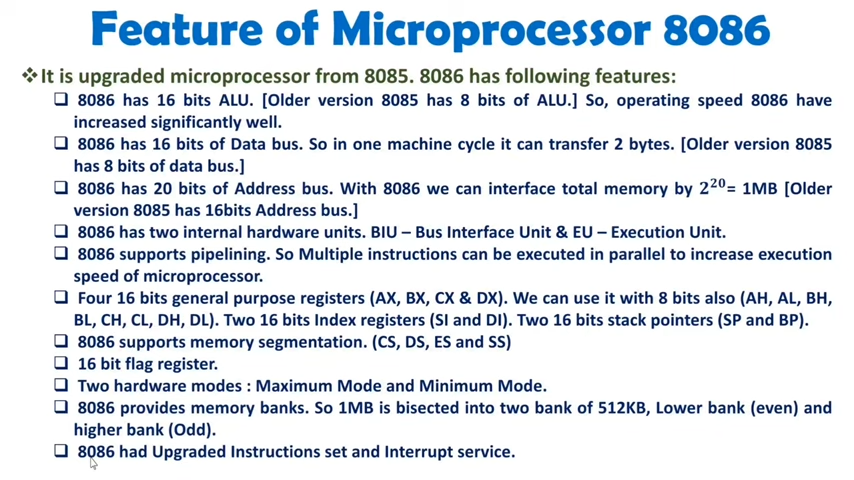 Feature of Microprocessor 8086
❖It is upgraded microprocessor from 8085. 8086 has following features:
❑ 8086 has 16 bits ALU. [Older version 8085 has 8 bits of ALU.] So, operating speed 8086 have
increased significantly well.
❑ 8086 has 16 bits of Data bus. So in one machine cycle it can transfer 2 bytes. [Older version 8085
has 8 bits of data bus.]
❑ 8086 has 20 bits of Address bus. With 8086 we can interface total memory by 2²⁰= 1MB [Older
version 8085 has 16bits Address bus.]
❑ 8086 has two internal hardware units. BIU – Bus Interface Unit & EU – Execution Unit.
❑ 8086 supports pipelining. So Multiple instructions can be executed in parallel to increase execution
speed of microprocessor.
❑ Four 16 bits general purpose registers (AX, BX, CX & DX). We can use it with 8 bits also (AH, AL, BH,
BL, CH, CL, DH, DL). Two 16 bits Index registers (SI and DI). Two 16 bits stack pointers (SP and BP).
❑ 8086 supports memory segmentation. (CS, DS, ES and SS)
❑ 16 bit flag register.
❑ Two hardware modes : Maximum Mode and Minimum Mode.
❑ 8086 provides memory banks. So 1MB is bisected into two bank of 512KB, Lower bank (even) and
higher bank (Odd).
❑ 8086 had Upgraded Instructions set and Interrupt service.